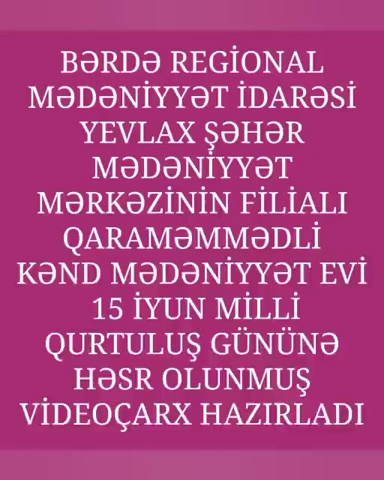 BƏRDƏ REGİONAL
MƏDƏNİYYƏT İDARƏSİ
YEVLAX ŞƏHƏR
MƏDƏNİYYƏT
MƏRKƏZİNİN FİLİALI
QARAMƏMMƏDLİ
KƏND MƏDƏNİYYƏT EVİ
15 İYUN MİLLİ
QURTULUŞ GÜNÜNƏ
HƏSR OLUNMUŞ
VİDEOÇARX HAZIRLADI